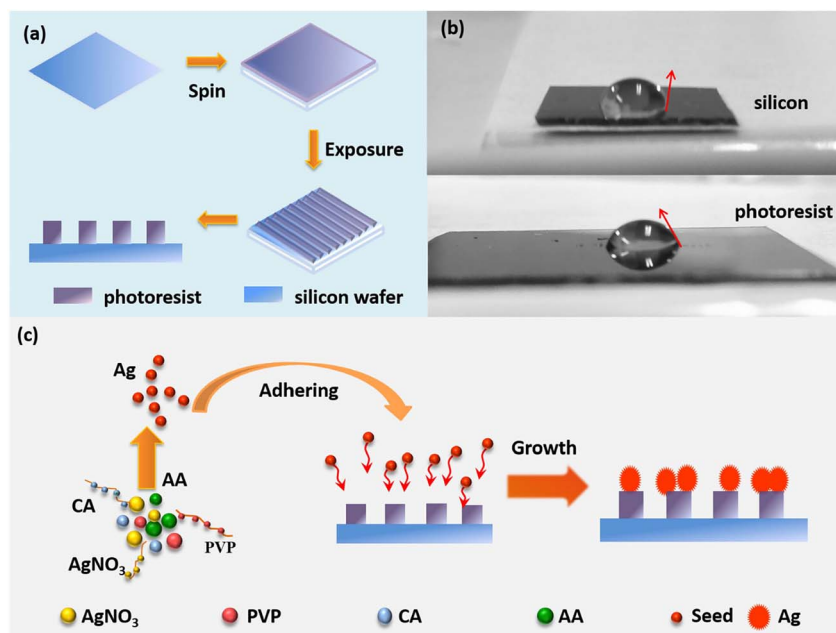 (a)
Spin
Exposure
photoresist
silicon wafer
(b)
silicon
photoresist
(c)
Ag
Adhering
AA
CA
PVP
AgNO₃
Growth
AgNO₃
PVP
CA
AA
Seed
Ag